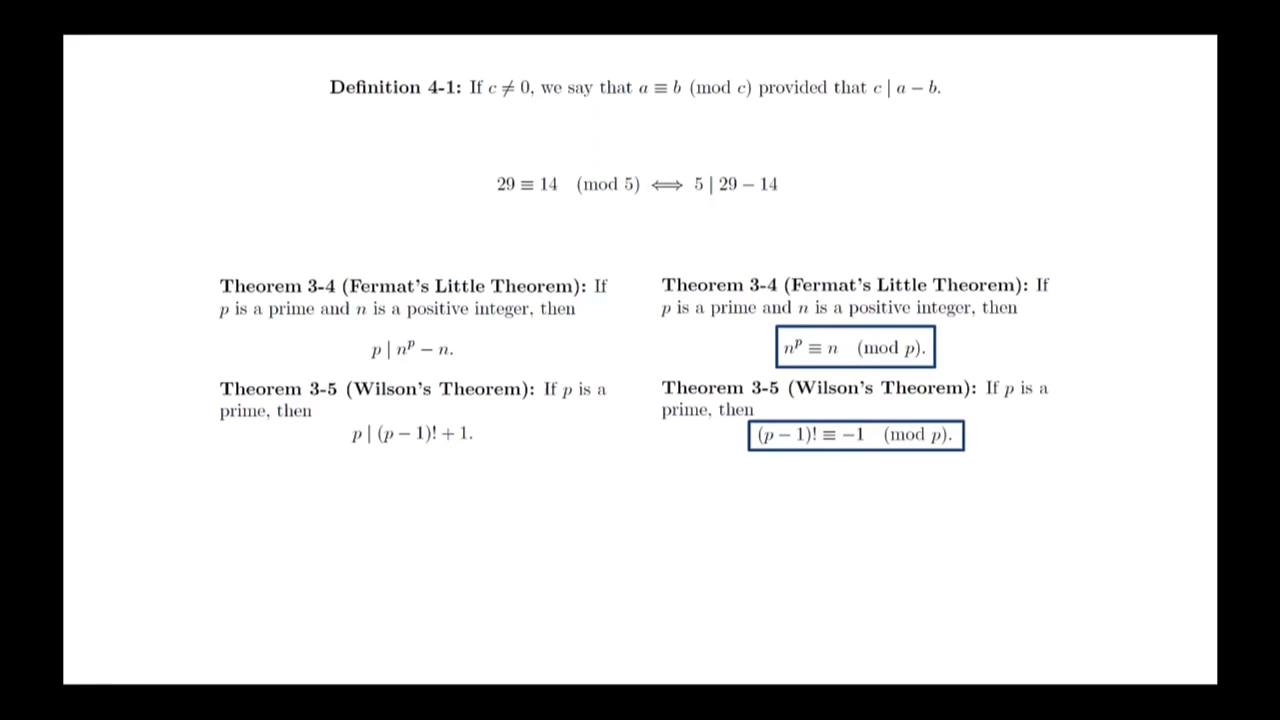 Definition 4-1: If c ≠ 0, we say that a ≡ b (mod c) provided that c | a − b.
29 ≡ 14 (mod 5) ⟺ 5 | 29 − 14
Theorem 3-4 (Fermat's Little Theorem): If
p is a prime and n is a positive integer, then
p | nᵖ − n.
Theorem 3-5 (Wilson's Theorem): If p is a
prime, then
p | (p − 1)! + 1.
Theorem 3-4 (Fermat's Little Theorem): If
p is a prime and n is a positive integer, then
nᵖ ≡ n (mod p).
Theorem 3-5 (Wilson's Theorem): If p is a
prime, then
(p − 1)! ≡ −1 (mod p).